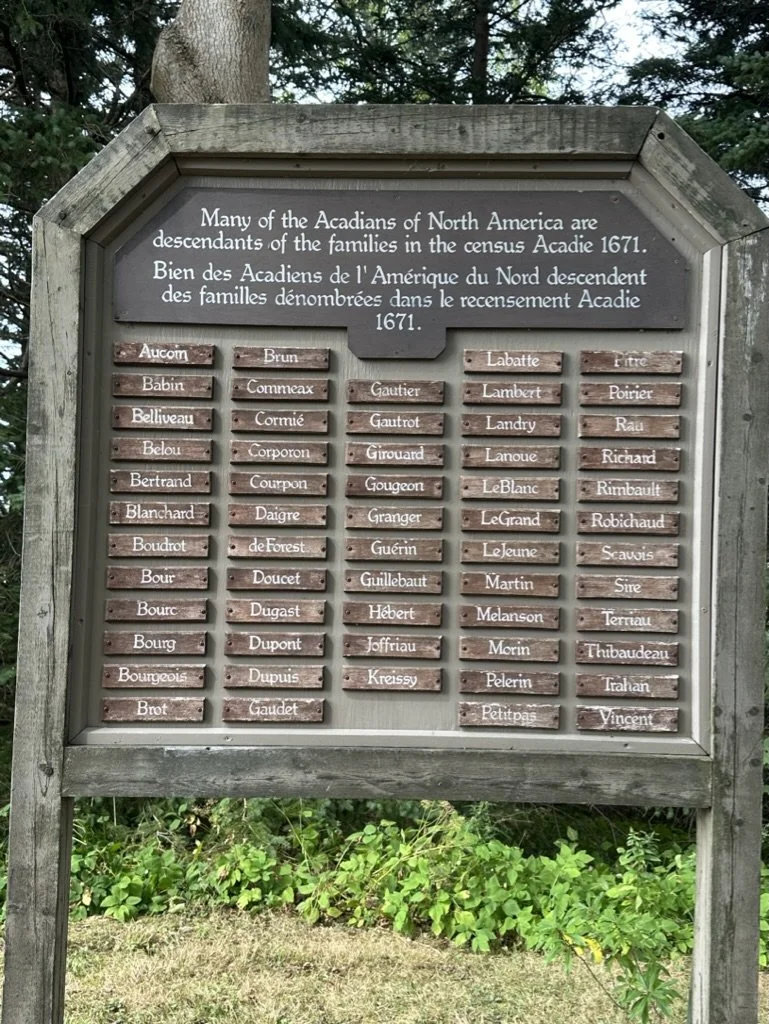 Many of the Acadians of North America are
descendants of the families in the census Acadie 1671.
Bien des Acadiens de l'Amérique du Nord descendent
des familles dénombrées dans le recensement Acadie
1671.
Aucoin
Babin
Belliveau
Belou
Bertrand
Blanchard
Boudrot
Bour
Bourc
Bourg
Bourgeois
Brot
Brun
Commeax
Cormié
Corporon
Courpon
Daigre
deForest
Doucet
Dugast
Dupont
Dupuis
Gaudet
Gautier
Gautrot
Girouard
Gougeon
Granger
Guérin
Guillebaut
Hébert
Joffriau
Kreissy
Labatte
Lambert
Landry
Lanoue
LeBlanc
LeGrand
LeJeune
Martin
Melanson
Morin
Pelerin
Petitpas
Pitre
Poirier
Rau
Richard
Rimbault
Robichaud
Scavois
Sire
Terriau
Thibaudeau
Trahan
Vincent